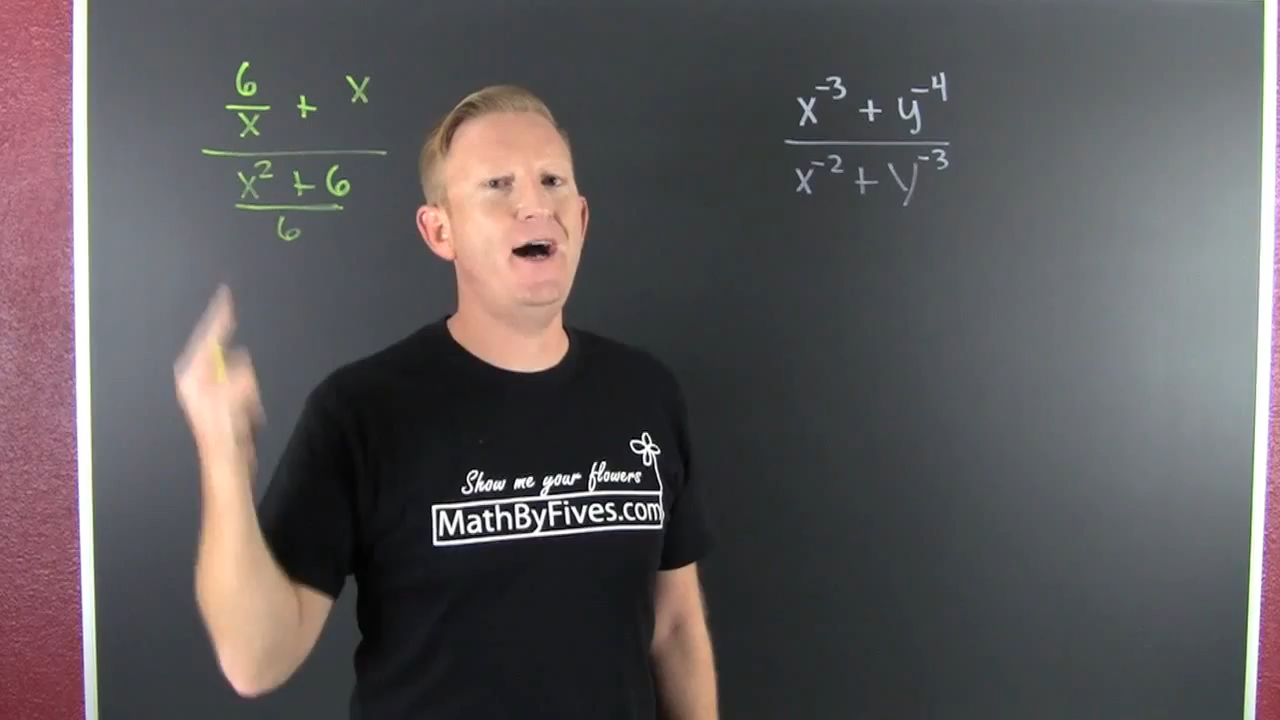 6/x + x
x² + 6
6
x⁻³ + y⁻⁴
x⁻² + y⁻³
Show me your flowers
MathByFives.com